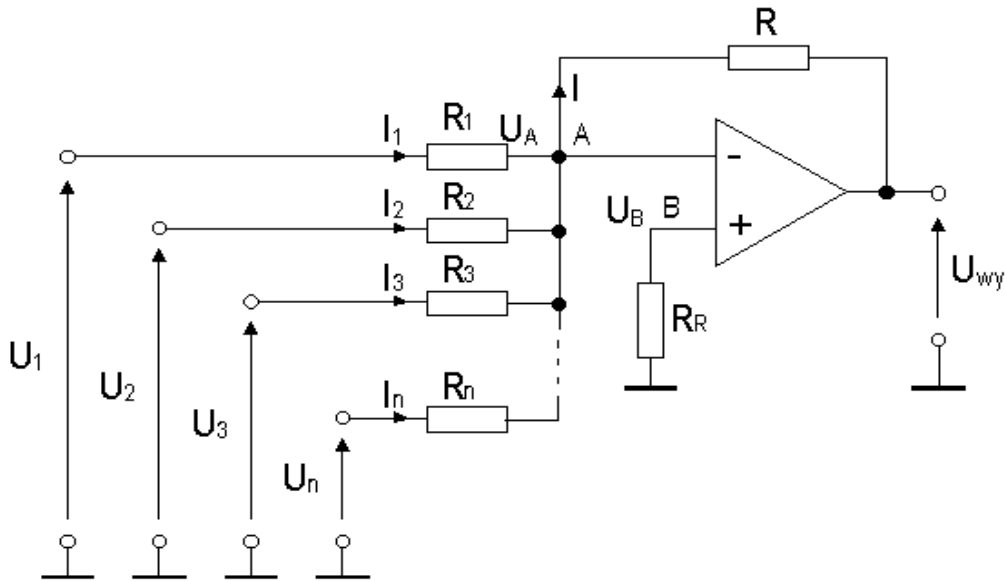 R
I
I1 R1 UA A
-
I2 R2 UB B
+
I3 R3
Uwy
RR
U1
U2
In Rn
U3
Un